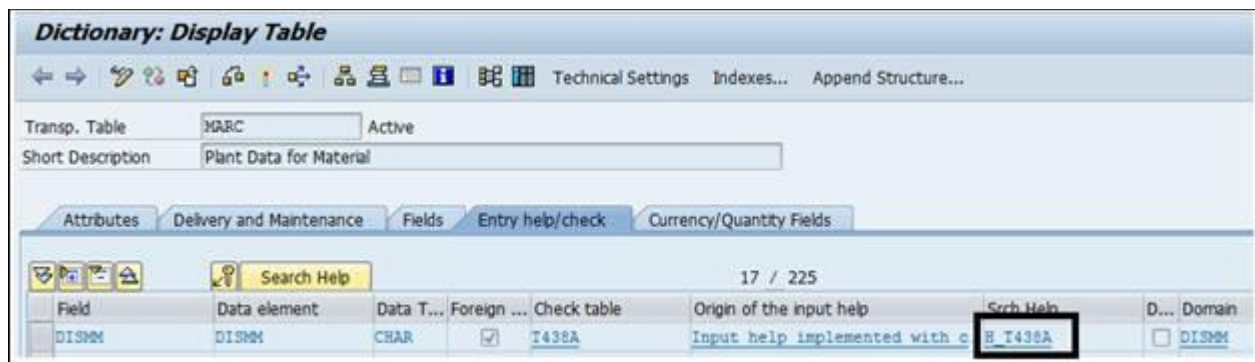 Dictionary: Display Table
Technical Settings Indexes... Append Structure...
Transp. Table MARC Active
Short Description Plant Data for Material
Attributes Delivery and Maintenance Fields Entry help/check Currency/Quantity Fields
Search Help 17 / 225
Field Data element Data T... Foreign ... Check table Origin of the input help Srch Help D... Domain
DISMM DISMM CHAR T438A Input help implemented with c H_T438A DISMM